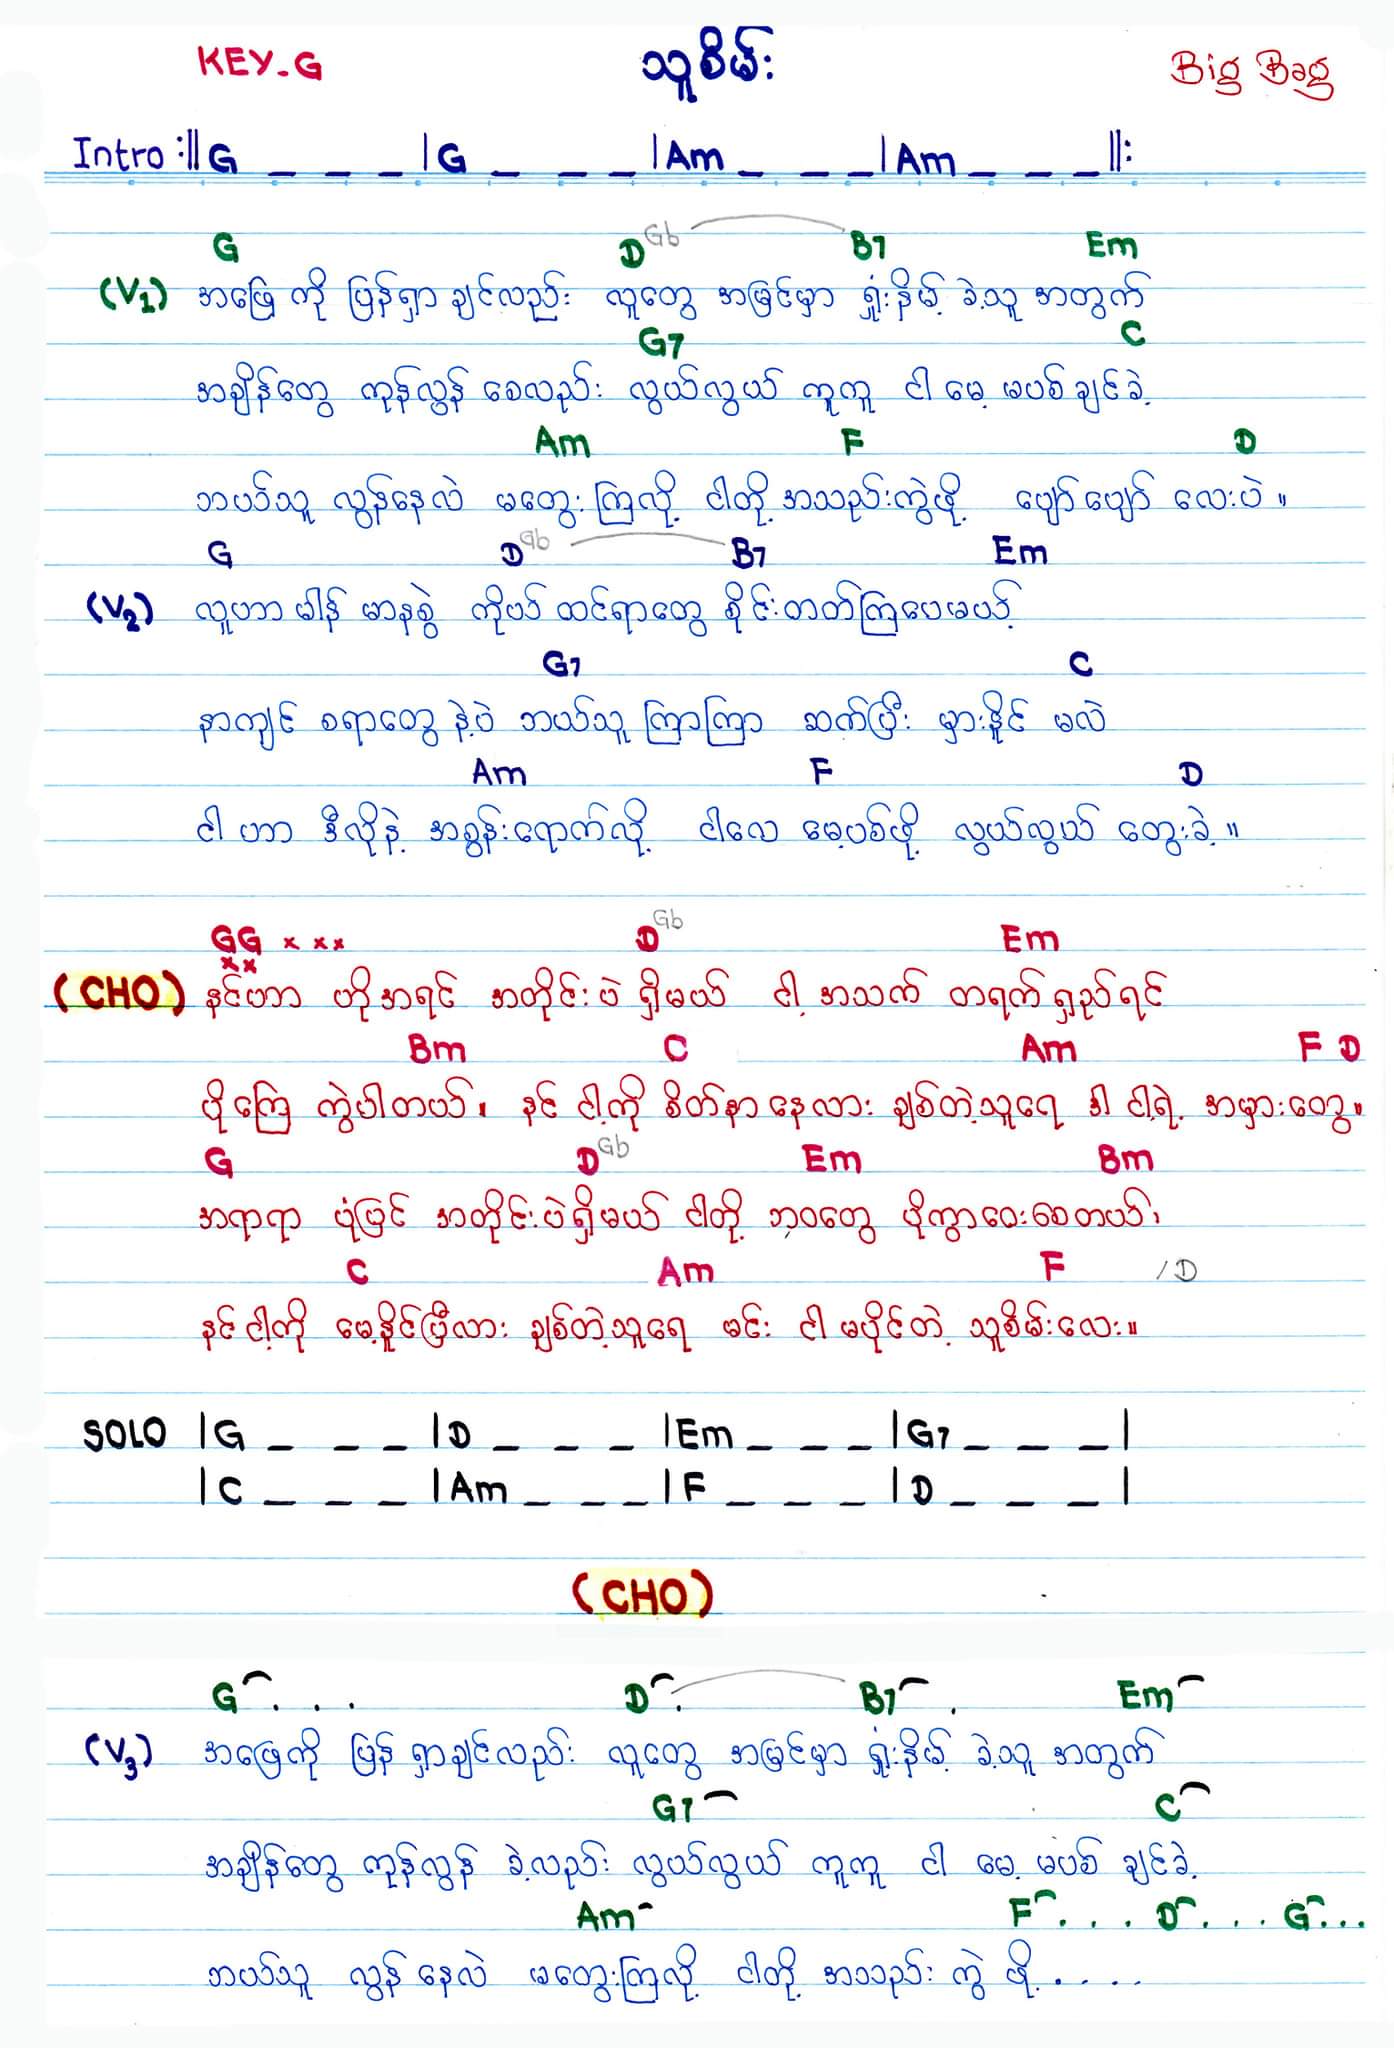 KEY-G သူစိမ်း Big Bag
Intro :‖ G _ _ _ | G _ _ _ | Am _ _ _ | Am _ _ _ ‖:
G D Gb B7 Em
(V1) အဖြေ ကို ပြန်ရှာ ချင်လည်း လူတွေ အမြင်မှာ ရှုံးနိမ့် ခဲ့သူ အတွက်
G7 C
အချိန်တွေ ကုန်လွန် စေလည်း လွယ်လွယ် ကူကူ ငါ မေ့ မပစ် ချင်ခဲ့
Am F D
ဘယ်သူ လွန်နေလဲ မတွေးကြလို့ ငါတို့ အသည်းကွဲဖို့ ပျော်ပျော် လေးပဲ။
G D Gb B7 Em
(V2) လူဟာ မါန် မာနစွဲ ကိုယ် ထင်ရာတွေ စိုင်းတတ်ကြပေမယ့်
G7 C
နာကျင် စရာတွေ နဲ့ပဲ ဘယ်သူ ကြာကြာ ဆက်ပြီး မှားနိုင် မလဲ
Am F D
ငါ ဟာ ဒီလိုနဲ့ အစွန်းရောက်လို့ ငါလေ မေ့ပစ်ဖို့ လွယ်လွယ် တွေးခဲ့။
GG x x x D Gb Em
x x
(CHO) နင်ဟာ ဟိုအရင် အတိုင်းပဲ ရှိမယ် ငါ့ အသက် တရက်ရှည်ရင်
Bm C Am F D
ပိုကြေ ကွဲပါတယ်၊ နင် ငါ့ကို စိတ်နာနေလား ချစ်တဲ့သူရေ ဒါ ငါ့ရဲ့ အမှားတွေ။
G D Gb Em Bm
အရာရာ ပုံပြင် အတိုင်းပဲရှိမယ် ငါတို့ ဘဝတွေ ပိုကွာဝေးစေတယ်၊
C Am F /D
နင်ငါ့ကို မေ့နိုင်ပြီလား ချစ်တဲ့သူရေ မင်း ငါ မပိုင်တဲ့ သူစိမ်းလေး။
SOLO | G _ _ _ | D _ _ _ | Em _ _ _ | G7 _ _ _ |
| C _ _ _ | Am _ _ _ | F _ _ _ | D _ _ _ |
(CHO)
G . . . D . B7 . Em
(V3) အဖြေကို ပြန် ရှာချင်လည်း လူတွေ အမြင်မှာ ရှုံးနိမ့် ခဲ့သူ အတွက်
G7 C
အချိန်တွေ ကုန်လွန် ခဲ့လည်း လွယ်လွယ် ကူကူ ငါ မေ့ မပစ် ချင်ခဲ့
Am F . . . . D . . . G . . .
ဘယ်သူ လွန်နေလဲ မတွေးကြလို့ ငါတို့ အသည်း ကွဲ ဖို့ . . . .